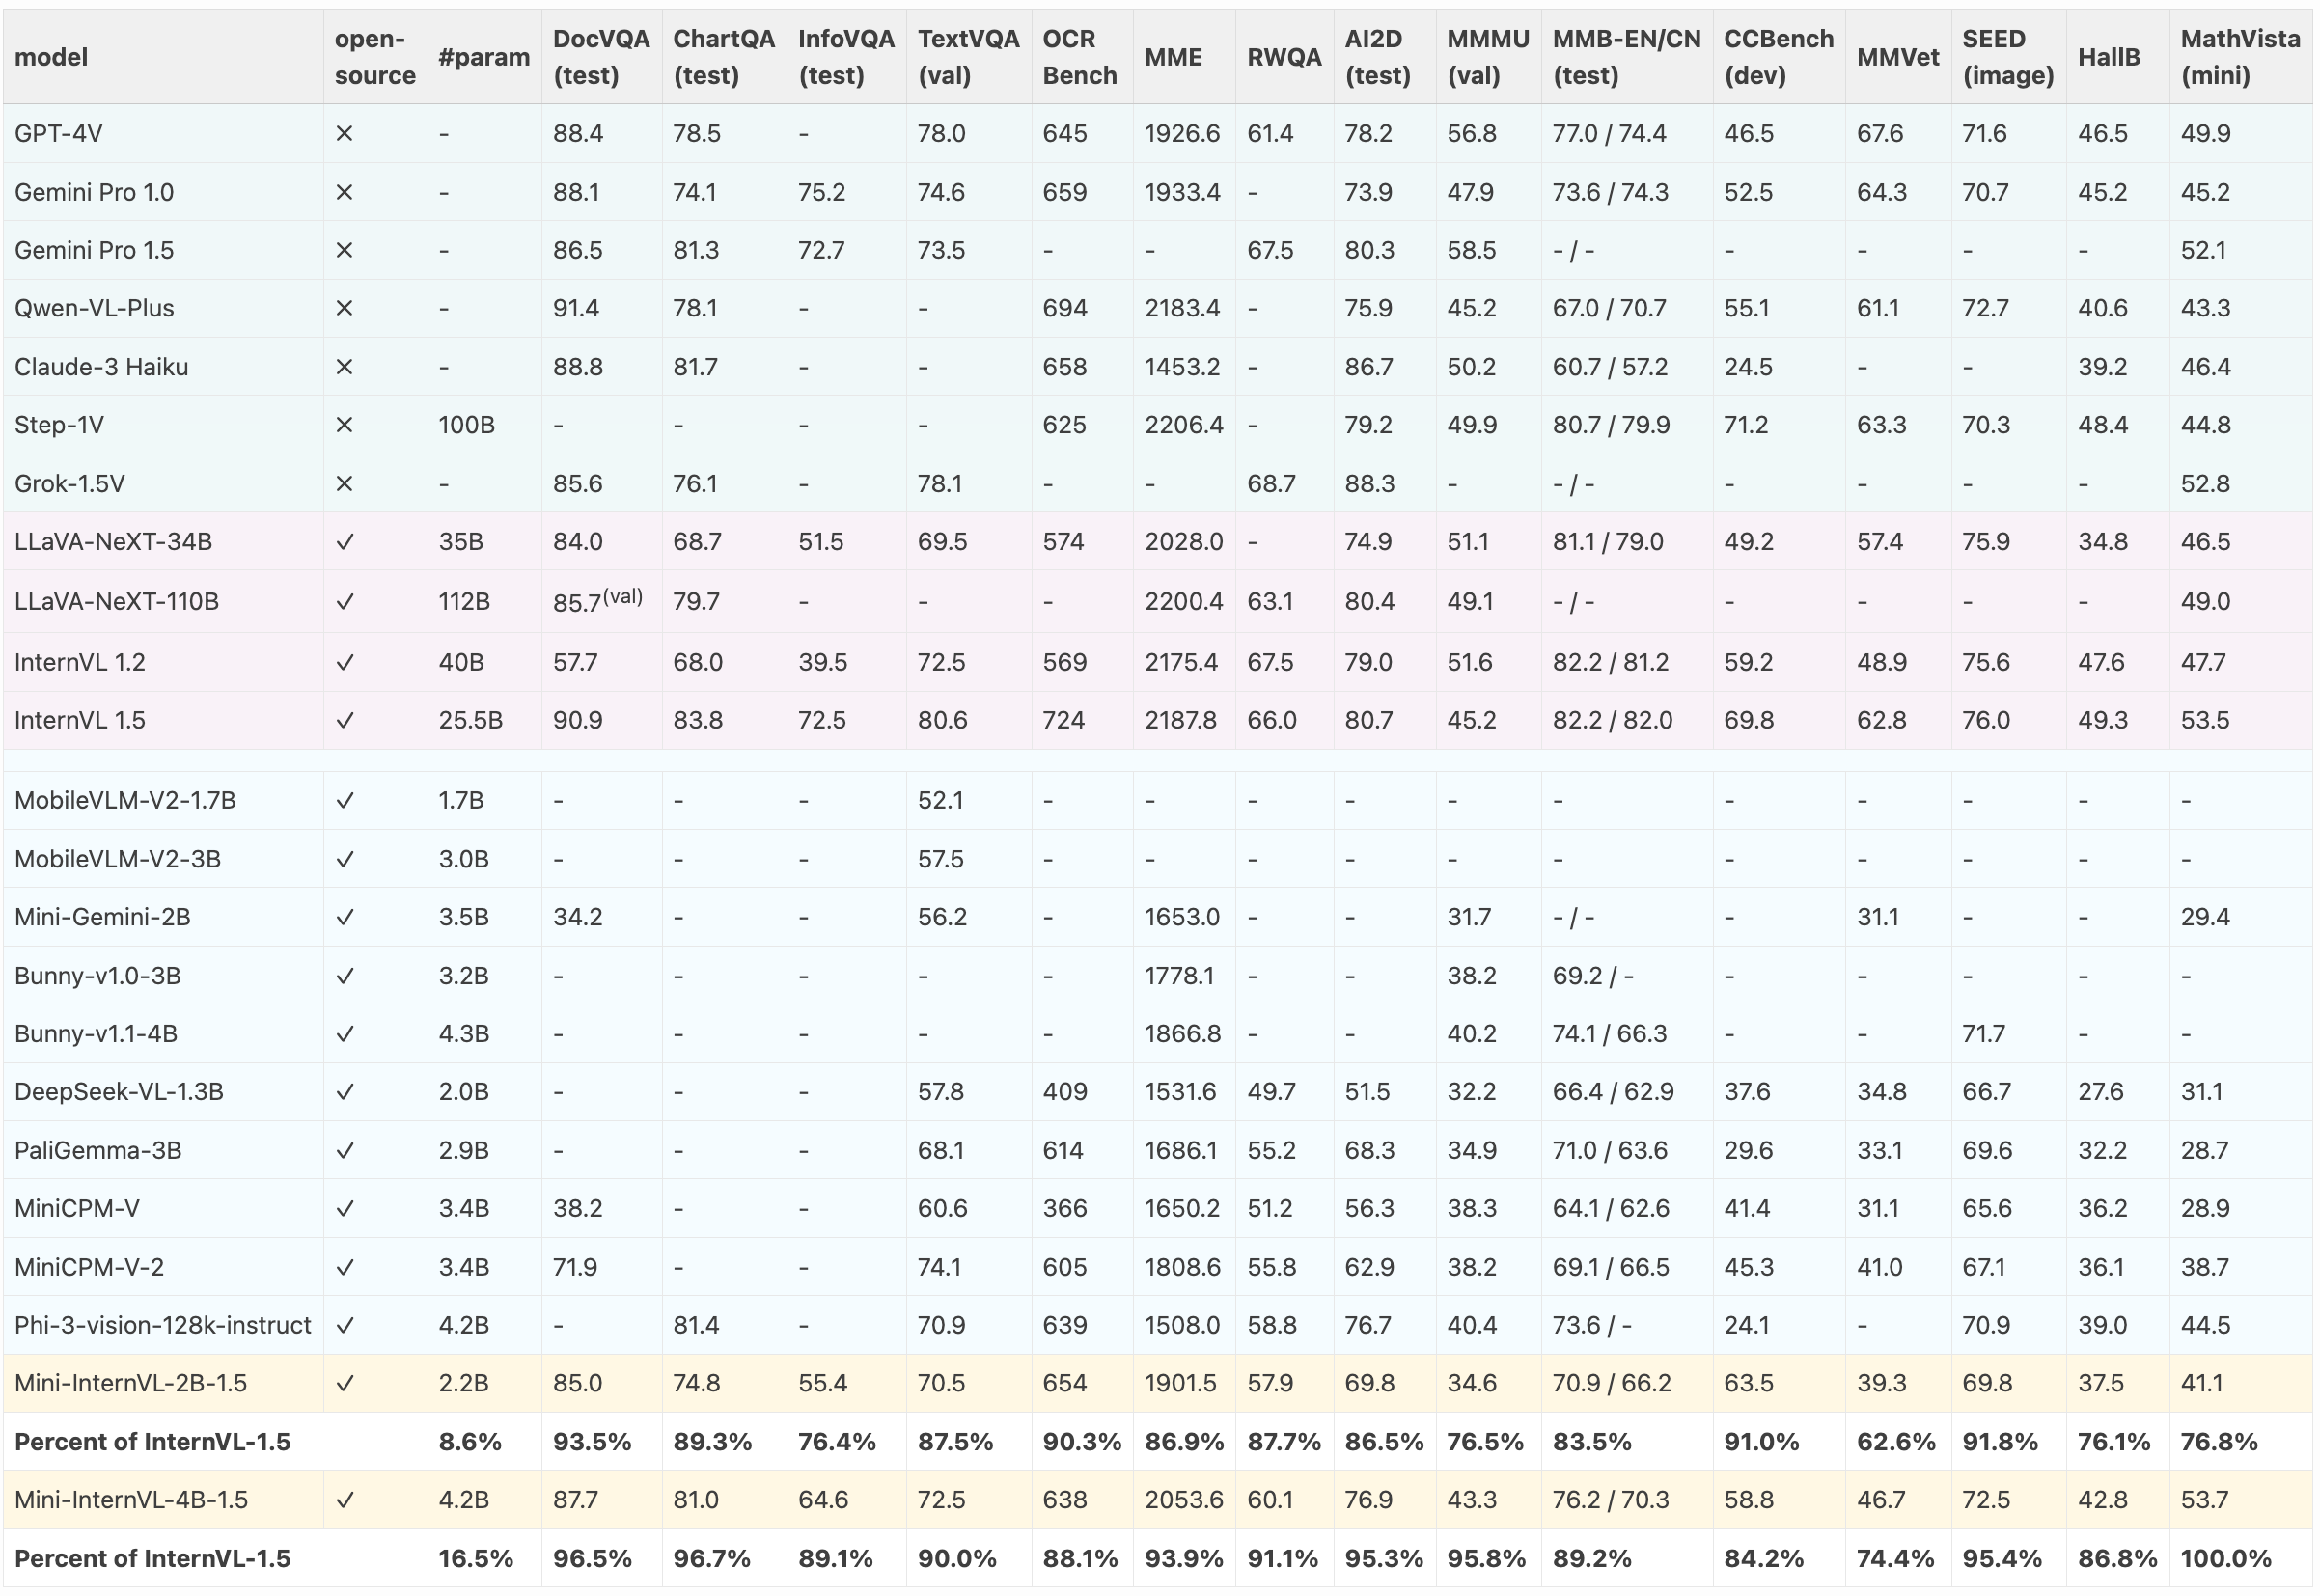 model open-source #param DocVQA (test) ChartQA (test) InfoVQA (test) TextVQA (val) OCR Bench MME RWQA AI2D (test) MMMU (val) MMB-EN/CN (test) CCBench (dev) MMVet SEED (image) HallB MathVista (mini)
GPT-4V ✕ - 88.4 78.5 - 78.0 645 1926.6 61.4 78.2 56.8 77.0 / 74.4 46.5 67.6 71.6 46.5 49.9
Gemini Pro 1.0 ✕ - 88.1 74.1 75.2 74.6 659 1933.4 - 73.9 47.9 73.6 / 74.3 52.5 64.3 70.7 45.2 45.2
Gemini Pro 1.5 ✕ - 86.5 81.3 72.7 73.5 - - 67.5 80.3 58.5 - / - - - - - 52.1
Qwen-VL-Plus ✕ - 91.4 78.1 - - 694 2183.4 - 75.9 45.2 67.0 / 70.7 55.1 61.1 72.7 40.6 43.3
Claude-3 Haiku ✕ - 88.8 81.7 - - 658 1453.2 - 86.7 50.2 60.7 / 57.2 24.5 - - 39.2 46.4
Step-1V ✕ 100B - - - - 625 2206.4 - 79.2 49.9 80.7 / 79.9 71.2 63.3 70.3 48.4 44.8
Grok-1.5V ✕ - 85.6 76.1 - 78.1 - - 68.7 88.3 - - / - - - - - 52.8
LLaVA-NeXT-34B ✓ 35B 84.0 68.7 51.5 69.5 574 2028.0 - 74.9 51.1 81.1 / 79.0 49.2 57.4 75.9 34.8 46.5
LLaVA-NeXT-110B ✓ 112B 85.7(val) 79.7 - - - 2200.4 63.1 80.4 49.1 - / - - - - - 49.0
InternVL 1.2 ✓ 40B 57.7 68.0 39.5 72.5 569 2175.4 67.5 79.0 51.6 82.2 / 81.2 59.2 48.9 75.6 47.6 47.7
InternVL 1.5 ✓ 25.5B 90.9 83.8 72.5 80.6 724 2187.8 66.0 80.7 45.2 82.2 / 82.0 69.8 62.8 76.0 49.3 53.5
MobileVLM-V2-1.7B ✓ 1.7B - - - 52.1 - - - - - - - - - - -
MobileVLM-V2-3B ✓ 3.0B - - - 57.5 - - - - - - - - - - -
Mini-Gemini-2B ✓ 3.5B 34.2 - - 56.2 - 1653.0 - - 31.7 - / - - 31.1 - - 29.4
Bunny-v1.0-3B ✓ 3.2B - - - - - 1778.1 - - 38.2 69.2 / - - - - - -
Bunny-v1.1-4B ✓ 4.3B - - - - - 1866.8 - - 40.2 74.1 / 66.3 - - 71.7 - -
DeepSeek-VL-1.3B ✓ 2.0B - - - 57.8 409 1531.6 49.7 51.5 32.2 66.4 / 62.9 37.6 34.8 66.7 27.6 31.1
PaliGemma-3B ✓ 2.9B - - - 68.1 614 1686.1 55.2 68.3 34.9 71.0 / 63.6 29.6 33.1 69.6 32.2 28.7
MiniCPM-V ✓ 3.4B 38.2 - - 60.6 366 1650.2 51.2 56.3 38.3 64.1 / 62.6 41.4 31.1 65.6 36.2 28.9
MiniCPM-V-2 ✓ 3.4B 71.9 - - 74.1 605 1808.6 55.8 62.9 38.2 69.1 / 66.5 45.3 41.0 67.1 36.1 38.7
Phi-3-vision-128k-instruct ✓ 4.2B - 81.4 - 70.9 639 1508.0 58.8 76.7 40.4 73.6 / - 24.1 - 70.9 39.0 44.5
Mini-InternVL-2B-1.5 ✓ 2.2B 85.0 74.8 55.4 70.5 654 1901.5 57.9 69.8 34.6 70.9 / 66.2 63.5 39.3 69.8 37.5 41.1
Percent of InternVL-1.5 8.6% 93.5% 89.3% 76.4% 87.5% 90.3% 86.9% 87.7% 86.5% 76.5% 83.5% 91.0% 62.6% 91.8% 76.1% 76.8%
Mini-InternVL-4B-1.5 ✓ 4.2B 87.7 81.0 64.6 72.5 638 2053.6 60.1 76.9 43.3 76.2 / 70.3 58.8 46.7 72.5 42.8 53.7
Percent of InternVL-1.5 16.5% 96.5% 96.7% 89.1% 90.0% 88.1% 93.9% 91.1% 95.3% 95.8% 89.2% 84.2% 74.4% 95.4% 86.8% 100.0%